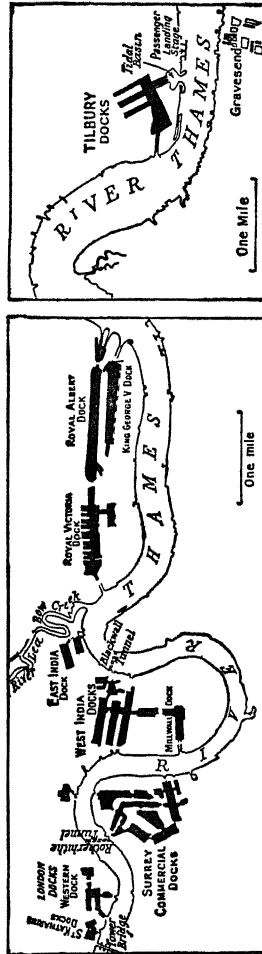 TILBURY
DOCKS
Tidal
Basin
Passenger
Landing
Stage
RIVER THAMES
Gravesend
One Mile
River Lea
Bow
Creek
EAST INDIA
DOCK
ROYAL VICTORIA
DOCK
ROYAL ALBERT
DOCK
KING GEORGE V DOCK
Blackwall
Tunnel
WEST INDIA
DOCKS
MILLWALL DOCK
RIVER THAMES
One mile
ST KATHARINE
DOCKS
LONDON DOCKS
WESTERN
DOCK
Tower
Bridge
Rotherhithe
Tunnel
SURREY
COMMERCIAL
DOCKS